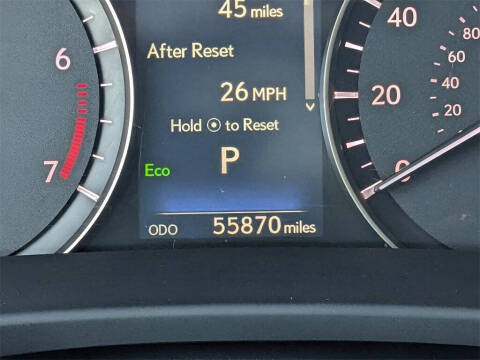 45 miles
After Reset
26 MPH
Hold ⦿ to Reset
P
Eco
ODO 55870 miles
6
7
40
20
0
80
60
40
20